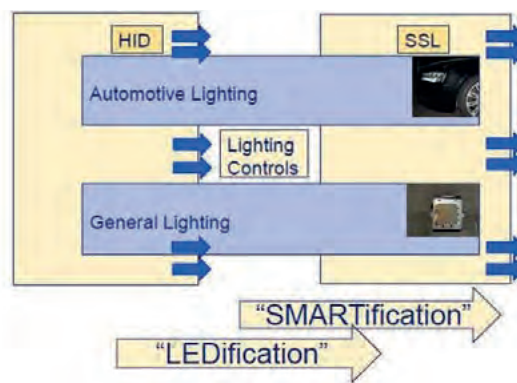 HID
SSL
Automotive Lighting
Lighting
Controls
General Lighting
“SMARTification”
“LEDification”